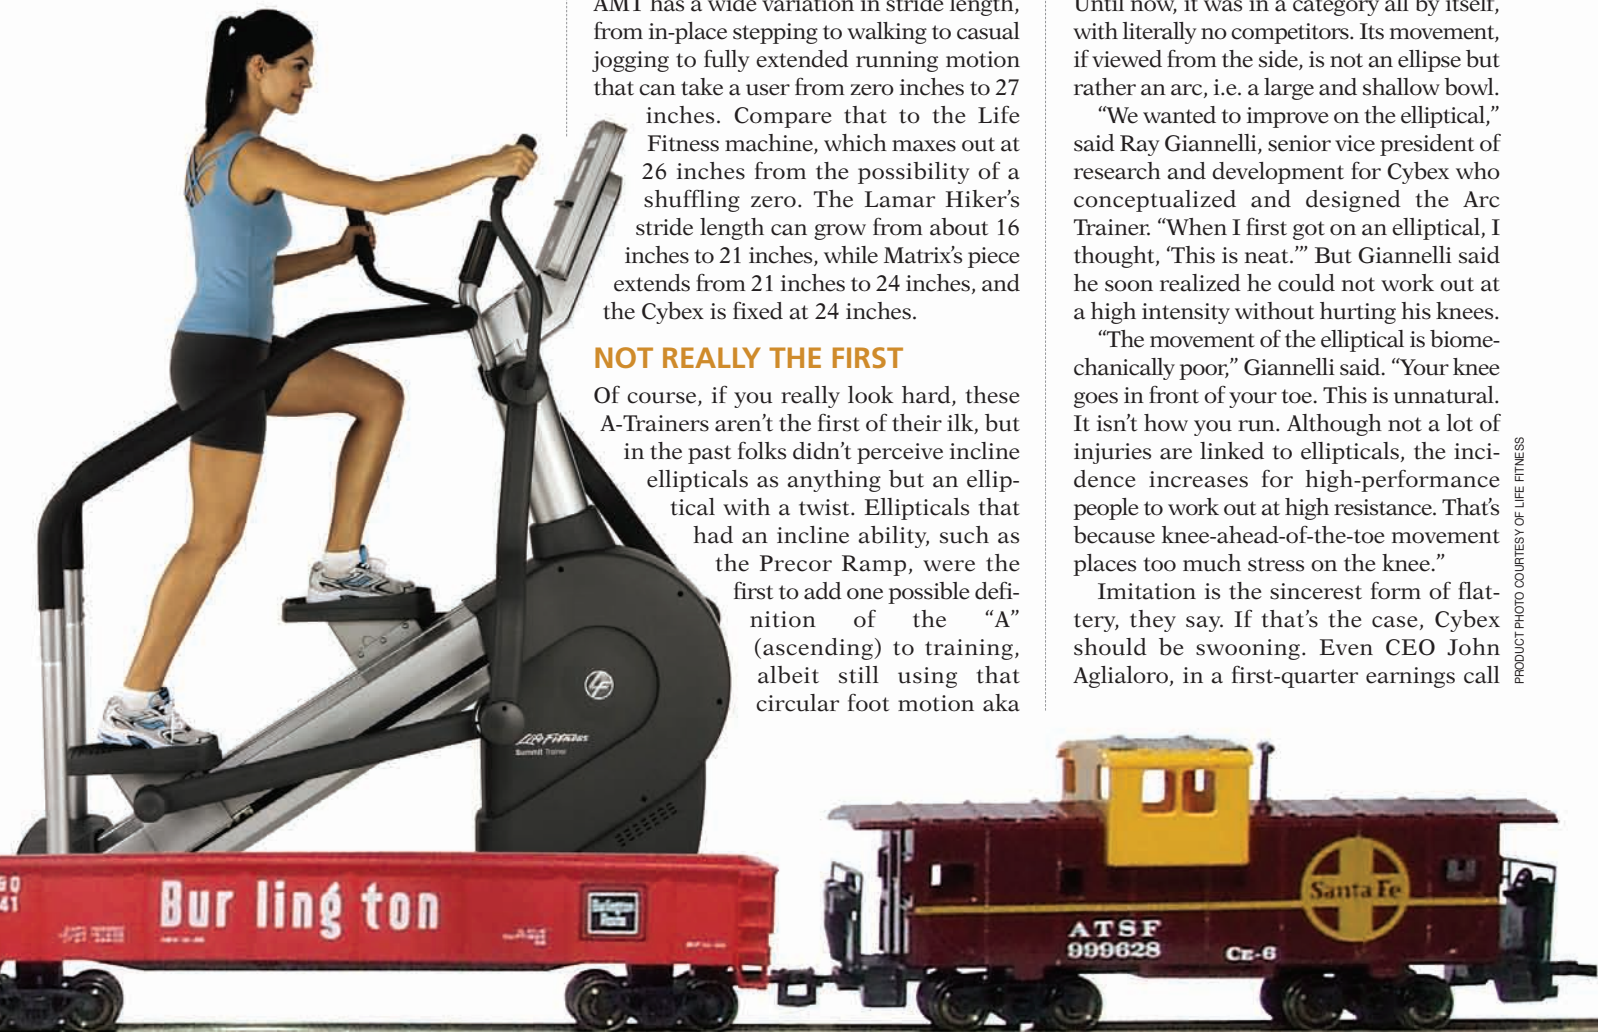 AMT has a wide variation in stride length,
from in-place stepping to walking to casual
jogging to fully extended running motion
that can take a user from zero inches to 27
inches. Compare that to the Life
Fitness machine, which maxes out at
26 inches from the possibility of a
shuffling zero. The Lamar Hiker’s
stride length can grow from about 16
inches to 21 inches, while Matrix’s piece
extends from 21 inches to 24 inches, and
the Cybex is fixed at 24 inches.
NOT REALLY THE FIRST
Of course, if you really look hard, these
A-Trainers aren’t the first of their ilk, but
in the past folks didn’t perceive incline
ellipticals as anything but an ellip-
tical with a twist. Ellipticals that
had an incline ability, such as
the Precor Ramp, were the
first to add one possible defi-
nition of the “A”
(ascending) to training,
albeit still using that
circular foot motion aka
Until now, it was in a category all by itself,
with literally no competitors. Its movement,
if viewed from the side, is not an ellipse but
rather an arc, i.e. a large and shallow bowl.
“We wanted to improve on the elliptical,”
said Ray Giannelli, senior vice president of
research and development for Cybex who
conceptualized and designed the Arc
Trainer. “When I first got on an elliptical, I
thought, ‘This is neat.’” But Giannelli said
he soon realized he could not work out at
a high intensity without hurting his knees.
“The movement of the elliptical is biome-
chanically poor,” Giannelli said. “Your knee
goes in front of your toe. This is unnatural.
It isn’t how you run. Although not a lot of
injuries are linked to ellipticals, the inci-
dence increases for high-performance
people to work out at high resistance. That’s
because knee-ahead-of-the-toe movement
places too much stress on the knee.”
Imitation is the sincerest form of flat-
tery, they say. If that’s the case, Cybex
should be swooning. Even CEO John
Aglialoro, in a first-quarter earnings call
PRODUCT PHOTO COURTESY OF LIFE FITNESS
LF
Life Fitness
Summit Trainer
41
Burlington
Burlington
Route
Santa Fe
ATSF
999628
CE-6